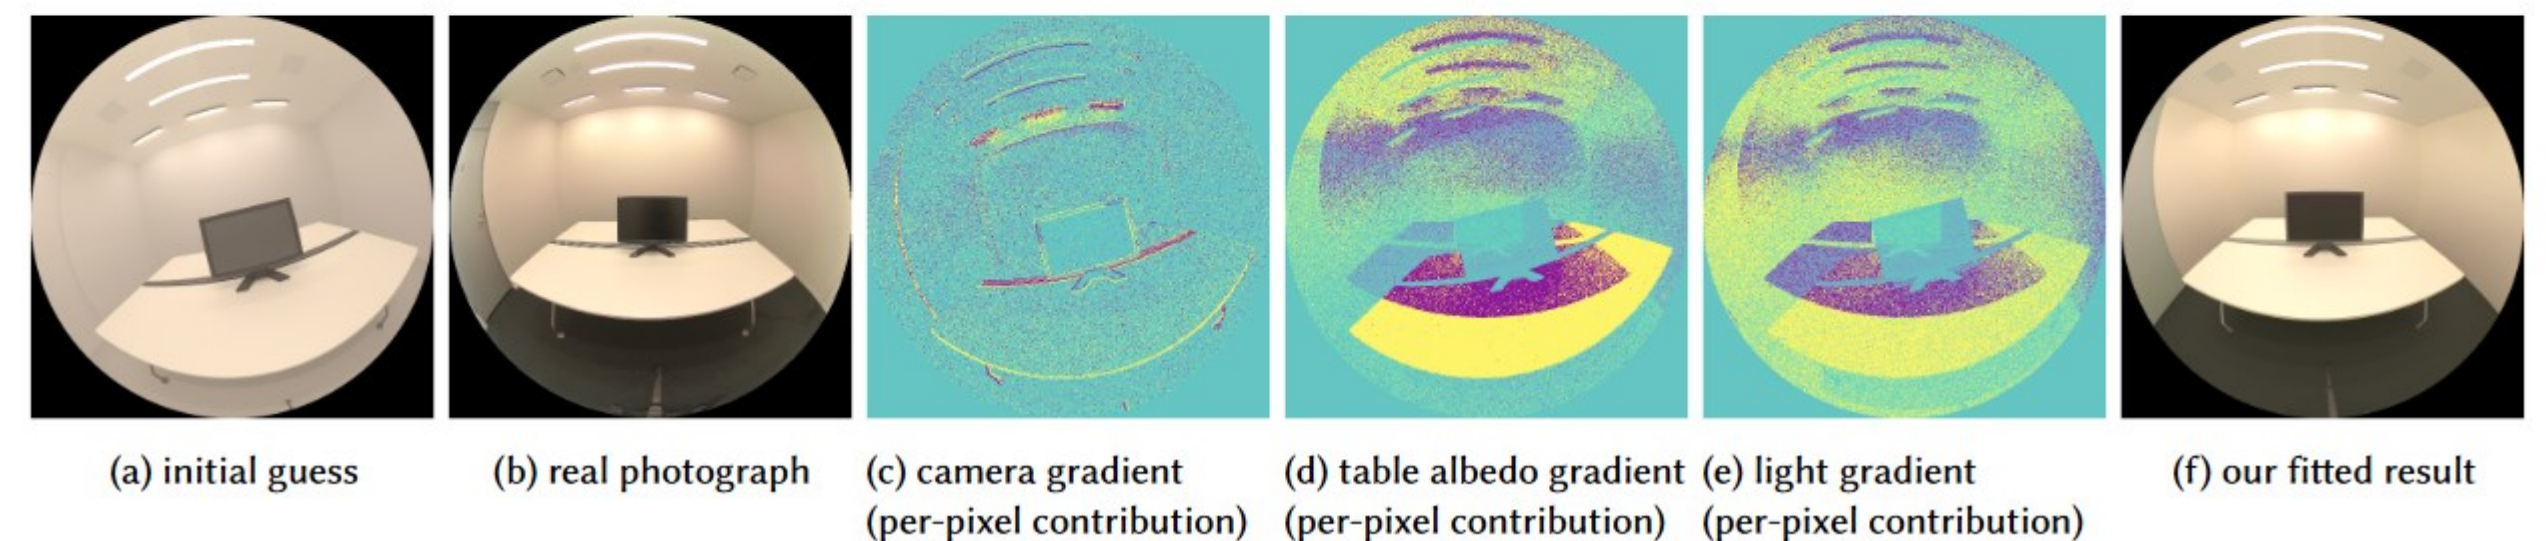 (a) initial guess
(b) real photograph
(c) camera gradient
(per-pixel contribution)
(d) table albedo gradient
(per-pixel contribution)
(e) light gradient
(per-pixel contribution)
(f) our fitted result